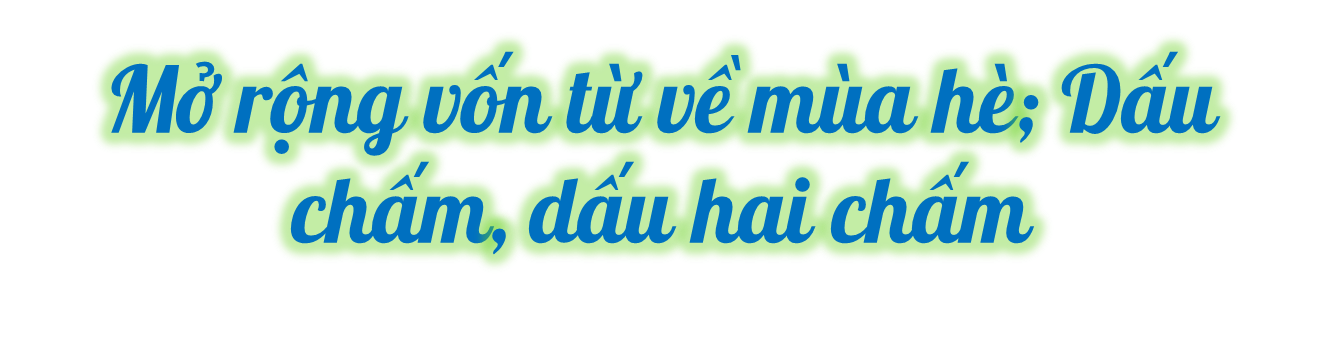 Mở rộng vốn từ về mùa hè; Dấu
chấm, dấu hai chấm